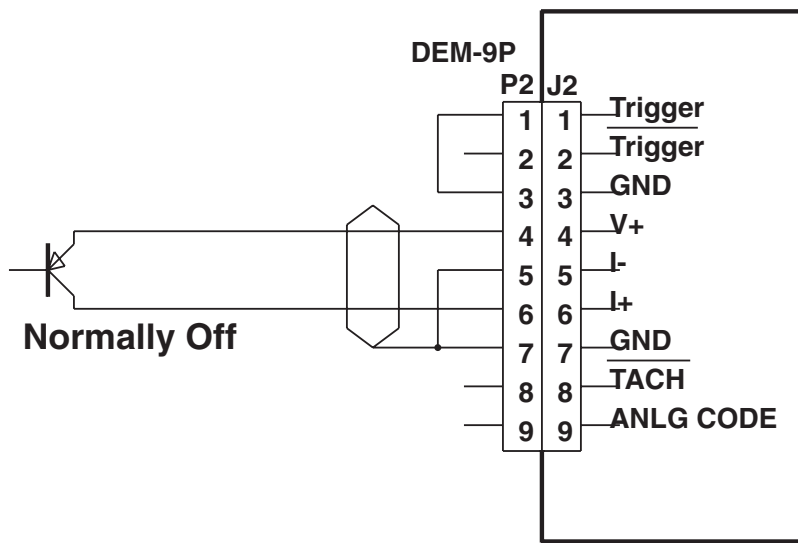 DEM-9P
P2 J2
1 1 Trigger
2 2 Trigger
3 3 GND
4 4 V+
5 5 I-
6 6 I+
Normally Off
7 7 GND
8 8 TACH
9 9 ANLG CODE